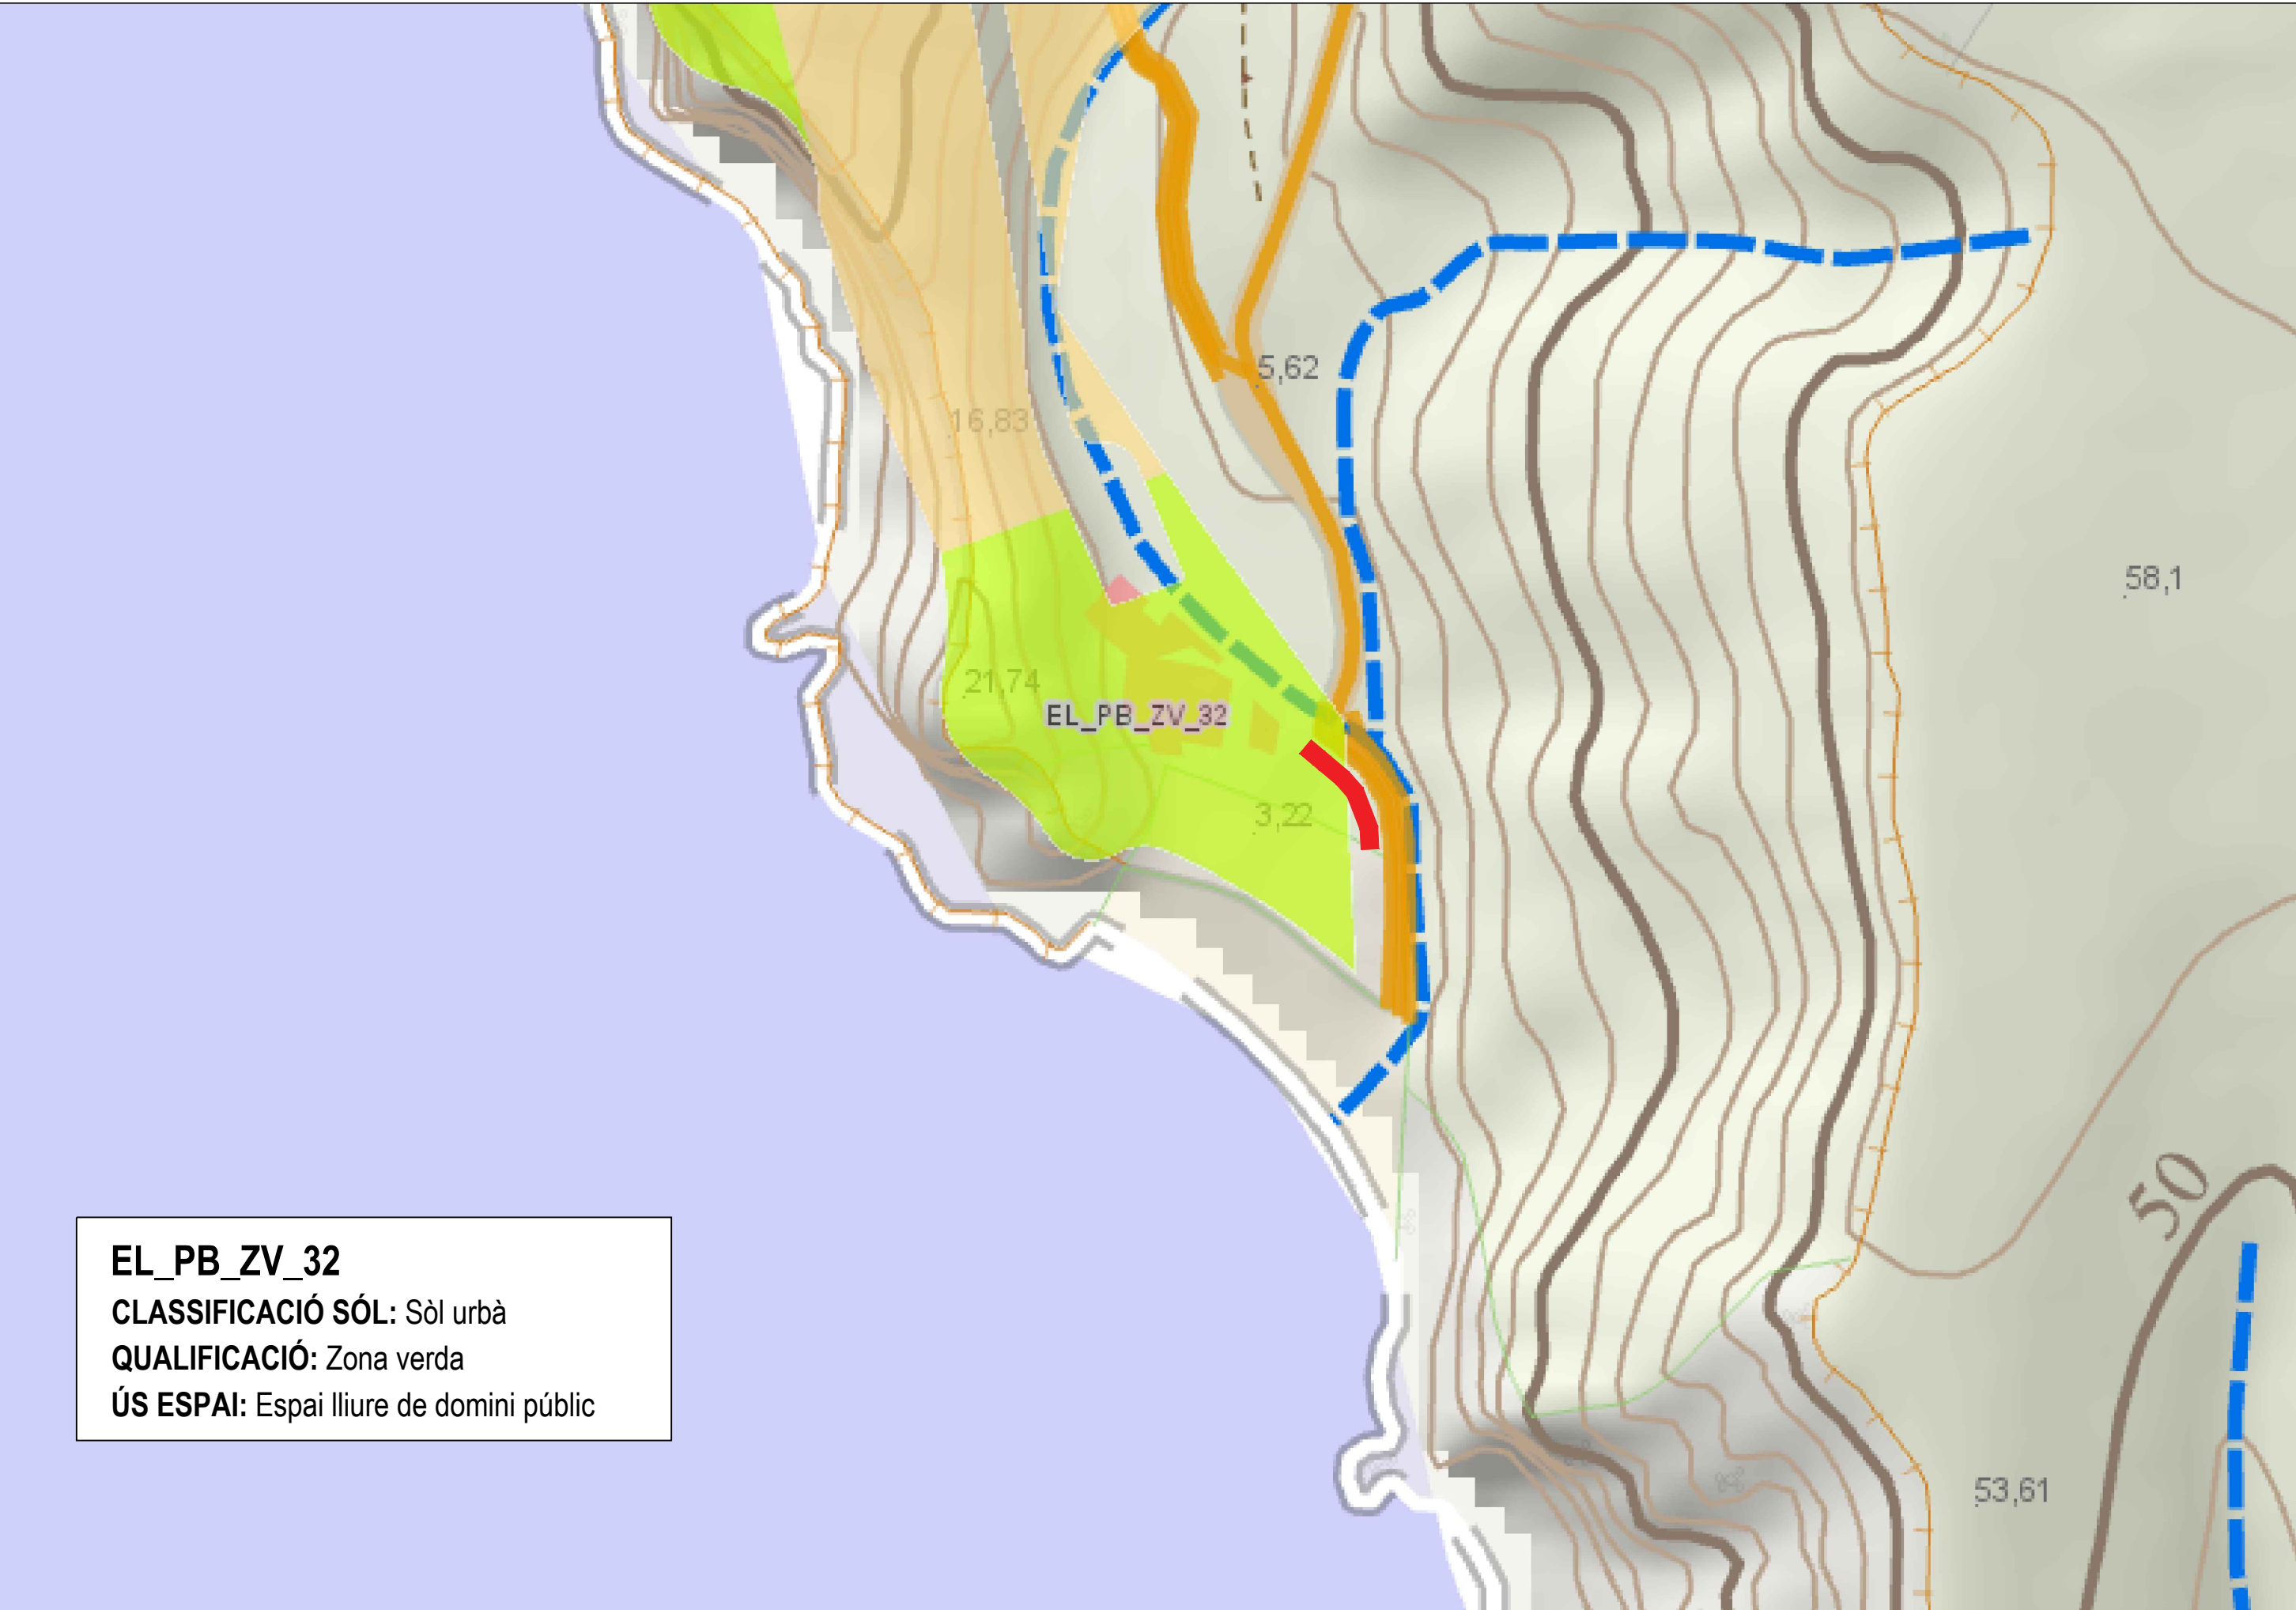 5,62
16,83
58,1
21,74
EL_PB_ZV_32
3,22
50
EL_PB_ZV_32
CLASSIFICACIÓ SÓL: Sòl urbà
QUALIFICACIÓ: Zona verda
ÚS ESPAI: Espai lliure de domini públic
53,61